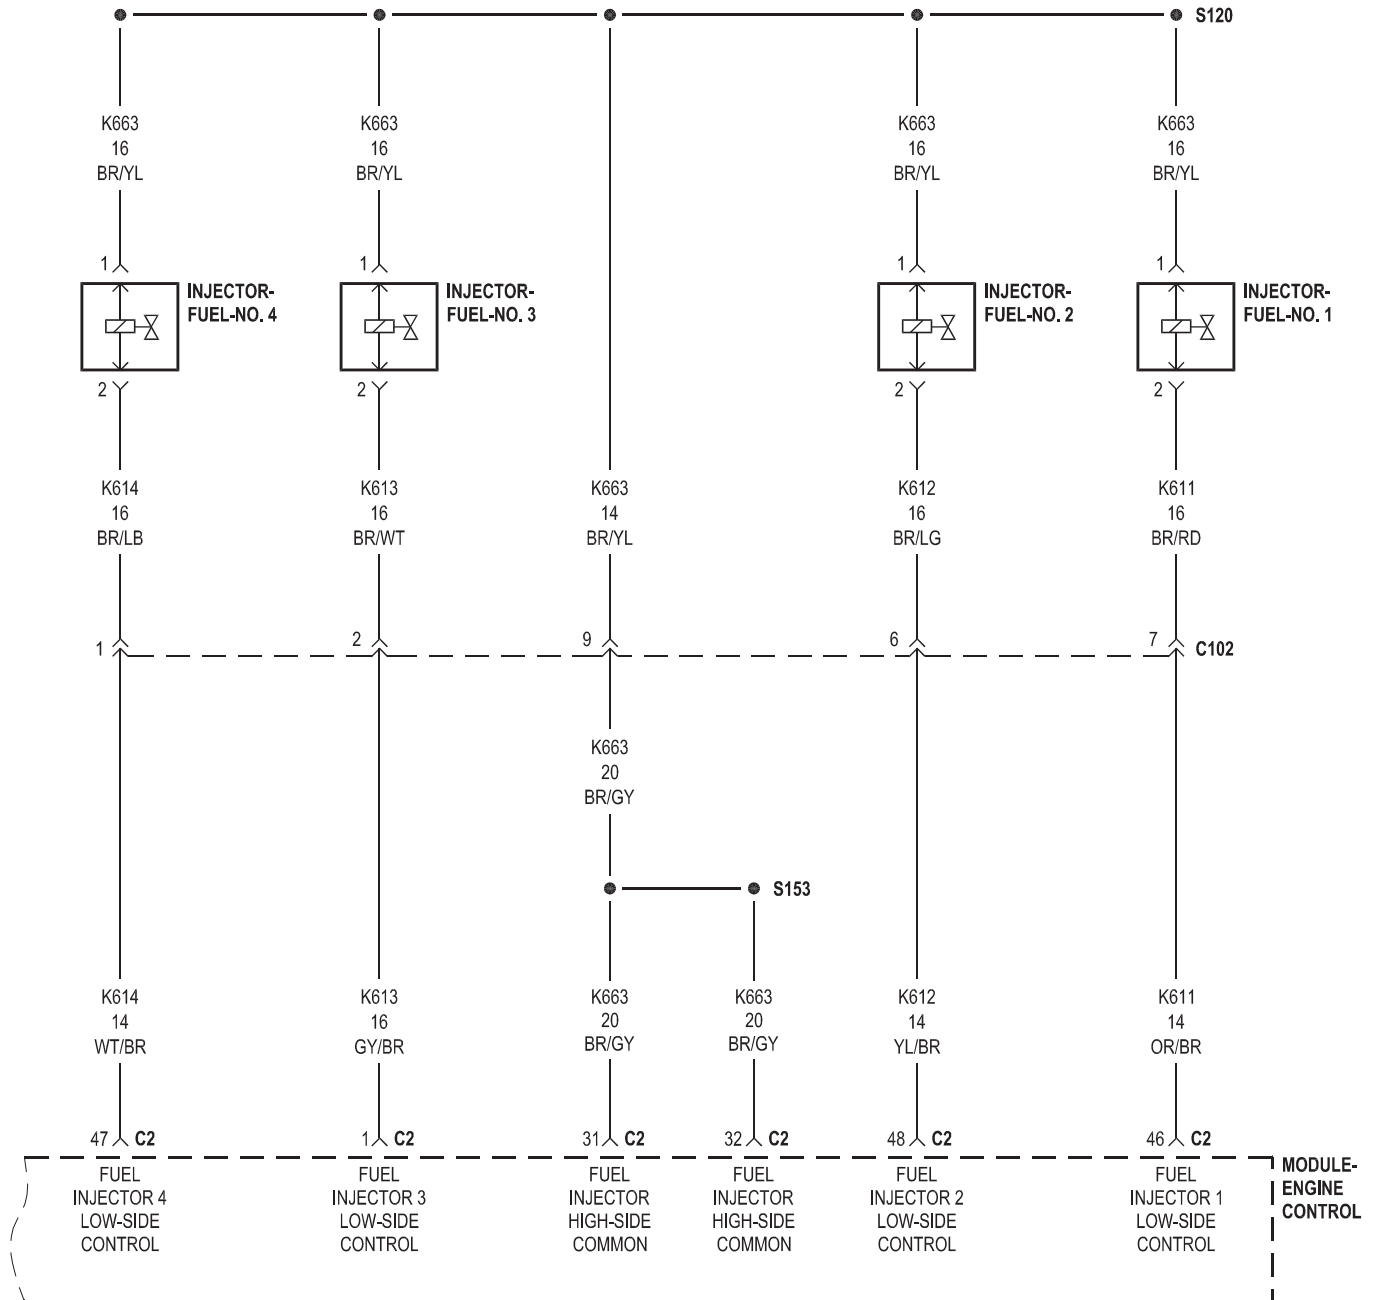 S120
K663 K663 K663 K663
16 16 16 16
BR/YL BR/YL BR/YL BR/YL
1 1 1 1
INJECTOR- INJECTOR- INJECTOR- INJECTOR-
FUEL-NO. 4 FUEL-NO. 3 FUEL-NO. 2 FUEL-NO. 1
2 2 2 2
K614 K613 K663 K612 K611
16 16 14 16 16
BR/LB BR/WT BR/YL BR/LG BR/RD
1 2 9 6 7 C102
K663
20
BR/GY
S153
K614 K613 K663 K663 K612 K611
14 16 20 20 14 14
WT/BR GY/BR BR/GY BR/GY YL/BR OR/BR
47 C2 1 C2 31 C2 32 C2 48 C2 46 C2
FUEL FUEL FUEL FUEL FUEL FUEL MODULE-
INJECTOR 4 INJECTOR 3 INJECTOR INJECTOR INJECTOR 2 INJECTOR 1 ENGINE
LOW-SIDE LOW-SIDE HIGH-SIDE HIGH-SIDE LOW-SIDE LOW-SIDE CONTROL
CONTROL CONTROL COMMON COMMON CONTROL CONTROL